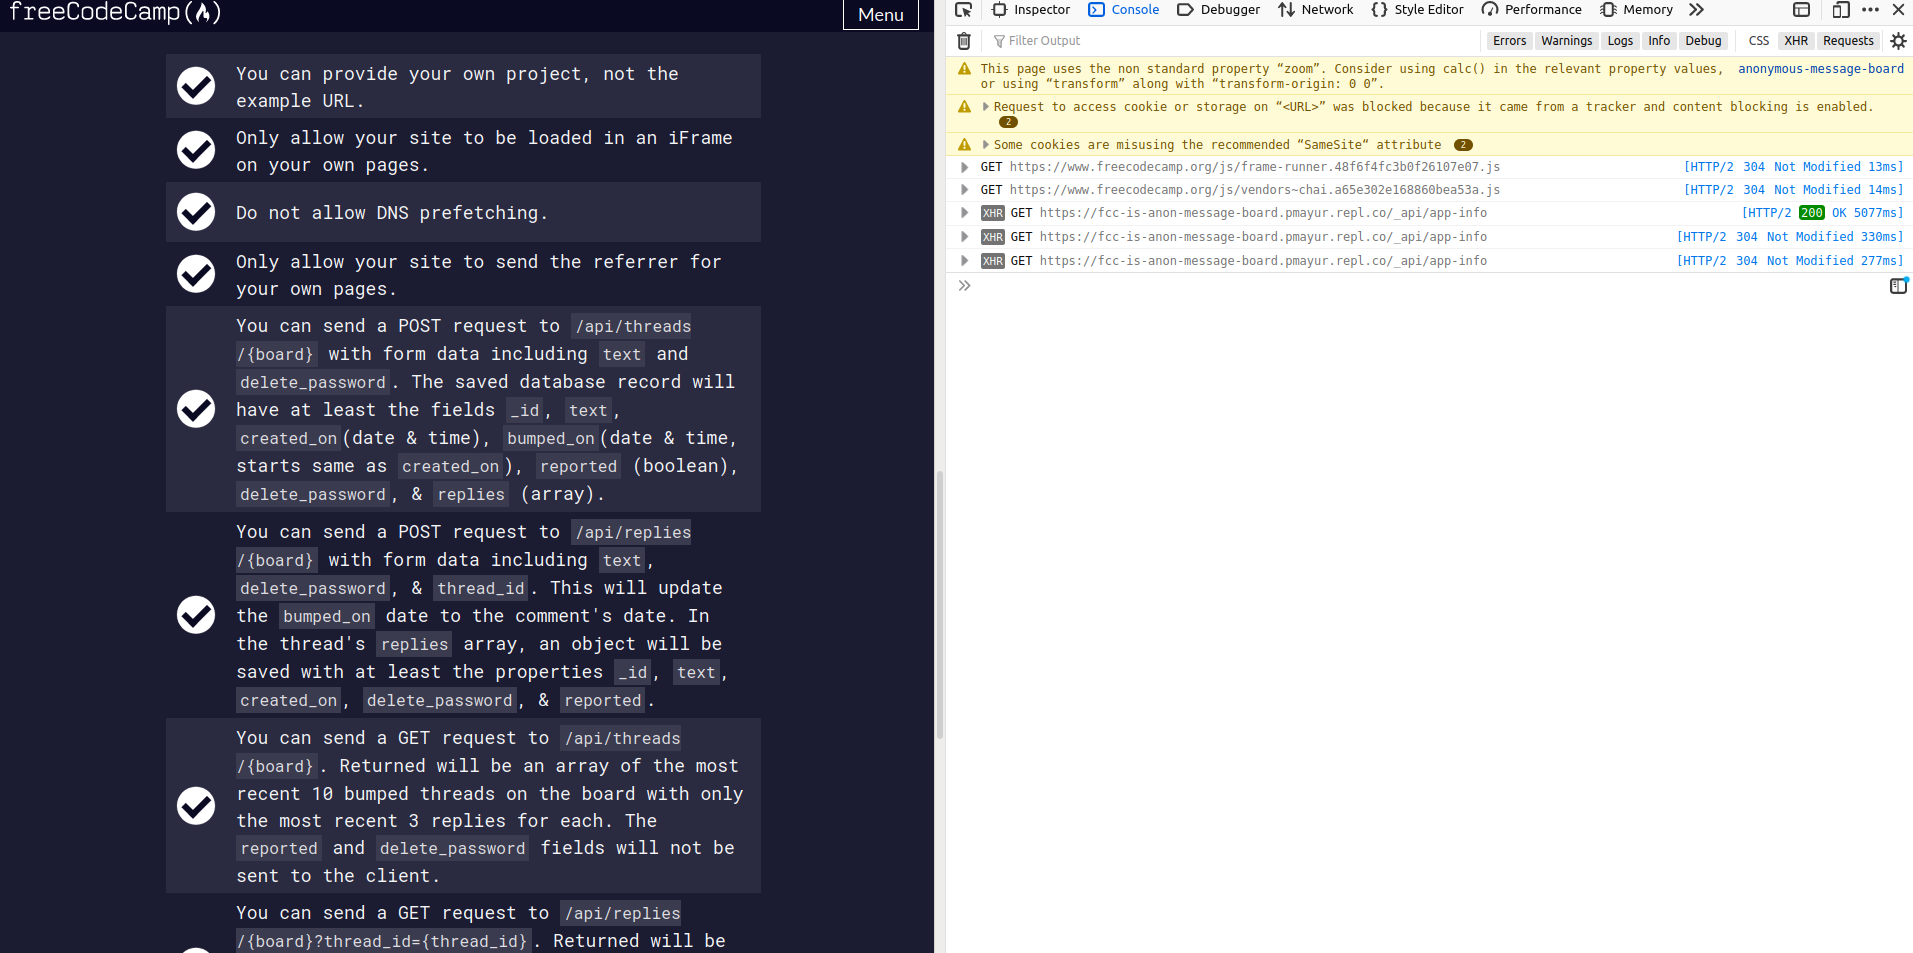 freeCodeCamp
Menu
You can provide your own project, not the
example URL.
Only allow your site to be loaded in an iFrame
on your own pages.
Do not allow DNS prefetching.
Only allow your site to send the referrer for
your own pages.
You can send a POST request to /api/threads
/{board} with form data including text and
delete_password. The saved database record will
have at least the fields _id, text,
created_on(date & time), bumped_on(date & time,
starts same as created_on), reported (boolean),
delete_password, & replies (array).
You can send a POST request to /api/replies
/{board} with form data including text,
delete_password, & thread_id. This will update
the bumped_on date to the comment's date. In
the thread's replies array, an object will be
saved with at least the properties _id, text,
created_on, delete_password, & reported.
You can send a GET request to /api/threads
/{board}. Returned will be an array of the most
recent 10 bumped threads on the board with only
the most recent 3 replies for each. The
reported and delete_password fields will not be
sent to the client.
You can send a GET request to /api/replies
/{board}?thread_id={thread_id}. Returned will be
Inspector Console Debugger Network Style Editor Performance Memory
Filter Output Errors Warnings Logs Info Debug CSS XHR Requests
This page uses the non standard property “zoom”. Consider using calc() in the relevant property values, anonymous-message-board
or using “transform” along with “transform-origin: 0 0”.
Request to access cookie or storage on “<URL>” was blocked because it came from a tracker and content blocking is enabled.
2
Some cookies are misusing the recommended “SameSite“ attribute 2
GET https://www.freecodecamp.org/js/frame-runner.48f6f4fc3b0f26107e07.js [HTTP/2 304 Not Modified 13ms]
GET https://www.freecodecamp.org/js/vendors~chai.a65e302e168860bea53a.js [HTTP/2 304 Not Modified 14ms]
XHR GET https://fcc-is-anon-message-board.pmayur.repl.co/_api/app-info [HTTP/2 200 OK 5077ms]
XHR GET https://fcc-is-anon-message-board.pmayur.repl.co/_api/app-info [HTTP/2 304 Not Modified 330ms]
XHR GET https://fcc-is-anon-message-board.pmayur.repl.co/_api/app-info [HTTP/2 304 Not Modified 277ms]